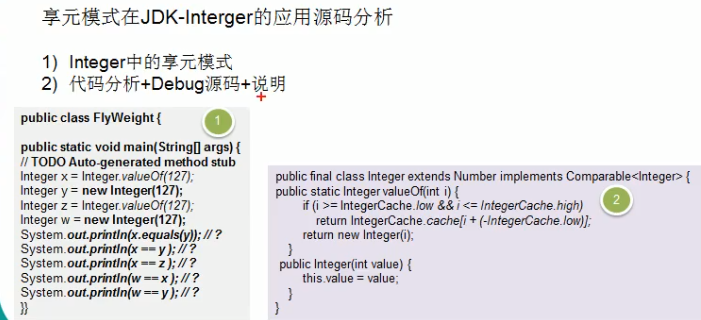 享元模式在JDK-Interger的应用源码分析
1) Integer中的享元模式
2) 代码分析+Debug源码+说明
public class FlyWeight {
1
public static void main(String[] args) {
// TODO Auto-generated method stub
Integer x = Integer.valueOf(127);
Integer y = new Integer(127);
Integer z = Integer.valueOf(127);
Integer w = new Integer(127);
System.out.println(x.equals(y)); // ?
System.out.println(x == y ); // ?
System.out.println(x == z ); // ?
System.out.println(w == x ); // ?
System.out.println(w == y ); // ?
}}
public final class Integer extends Number implements Comparable<Integer> {
public static Integer valueOf(int i) {
2
if (i >= IntegerCache.low && i <= IntegerCache.high)
return IntegerCache.cache[i + (-IntegerCache.low)];
return new Integer(i);
}
public Integer(int value) {
this.value = value;
}
}